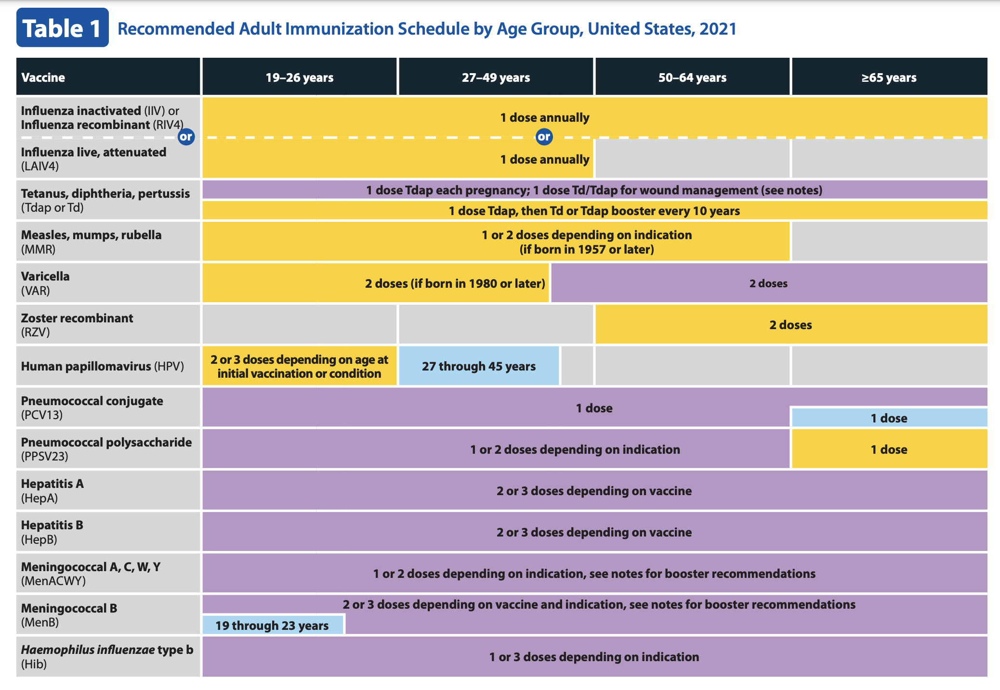 Table 1 Recommended Adult Immunization Schedule by Age Group, United States, 2021
Vaccine 19–26 years 27–49 years 50–64 years ≥65 years
Influenza inactivated (IIV) or
Influenza recombinant (RIV4)
1 dose annually
or or
Influenza live, attenuated
(LAIV4)
1 dose annually
Tetanus, diphtheria, pertussis
(Tdap or Td)
1 dose Tdap each pregnancy; 1 dose Td/Tdap for wound management (see notes)
1 dose Tdap, then Td or Tdap booster every 10 years
Measles, mumps, rubella
(MMR)
1 or 2 doses depending on indication
(if born in 1957 or later)
Varicella
(VAR)
2 doses (if born in 1980 or later) 2 doses
Zoster recombinant
(RZV)
2 doses
Human papillomavirus (HPV)
2 or 3 doses depending on age at
initial vaccination or condition
27 through 45 years
Pneumococcal conjugate
(PCV13)
1 dose
1 dose
Pneumococcal polysaccharide
(PPSV23)
1 or 2 doses depending on indication 1 dose
Hepatitis A
(HepA)
2 or 3 doses depending on vaccine
Hepatitis B
(HepB)
2 or 3 doses depending on vaccine
Meningococcal A, C, W, Y
(MenACWY)
1 or 2 doses depending on indication, see notes for booster recommendations
Meningococcal B
(MenB)
2 or 3 doses depending on vaccine and indication, see notes for booster recommendations
19 through 23 years
Haemophilus influenzae type b
(Hib)
1 or 3 doses depending on indication